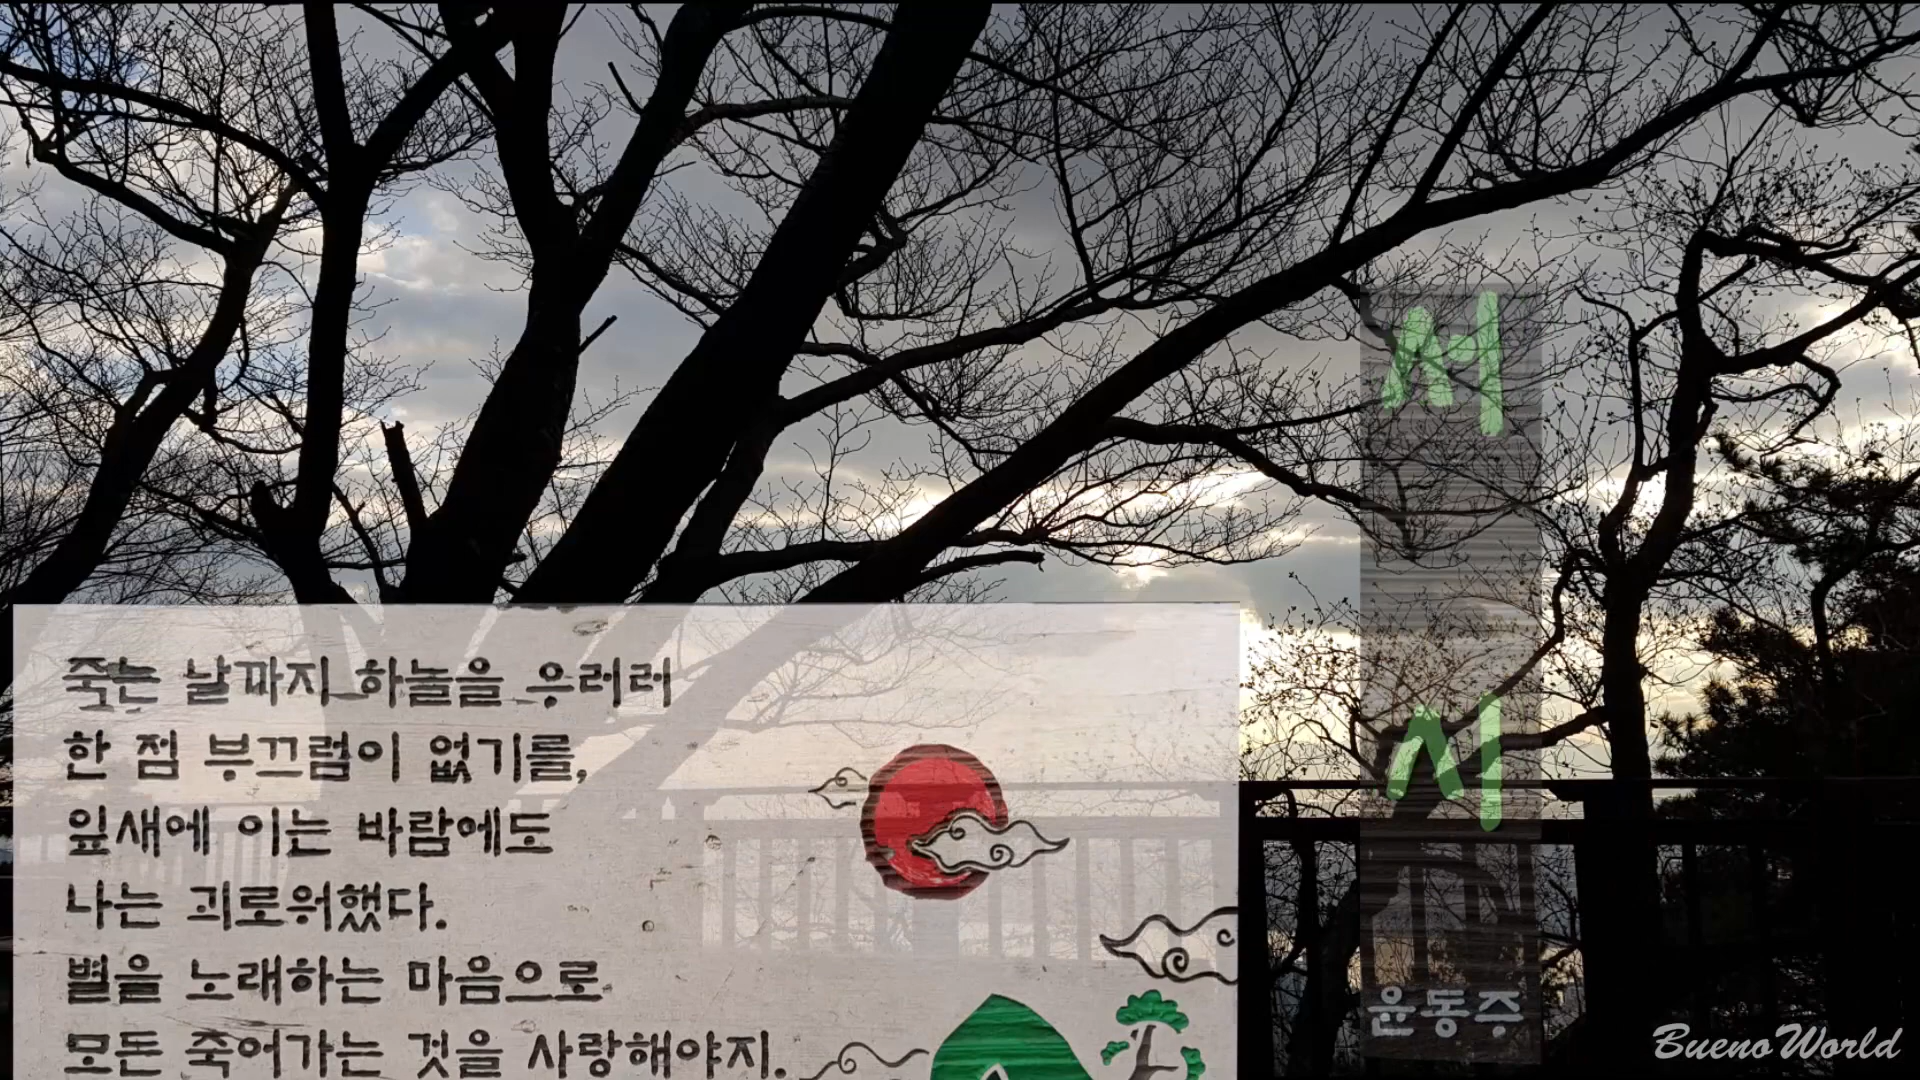 서시
윤동주
죽는 날까지 하늘을 우러러
한 점 부끄럼이 없기를,
잎새에 이는 바람에도
나는 괴로워했다.
별을 노래하는 마음으로
모든 죽어가는 것을 사랑해야지.
BuenoWorld